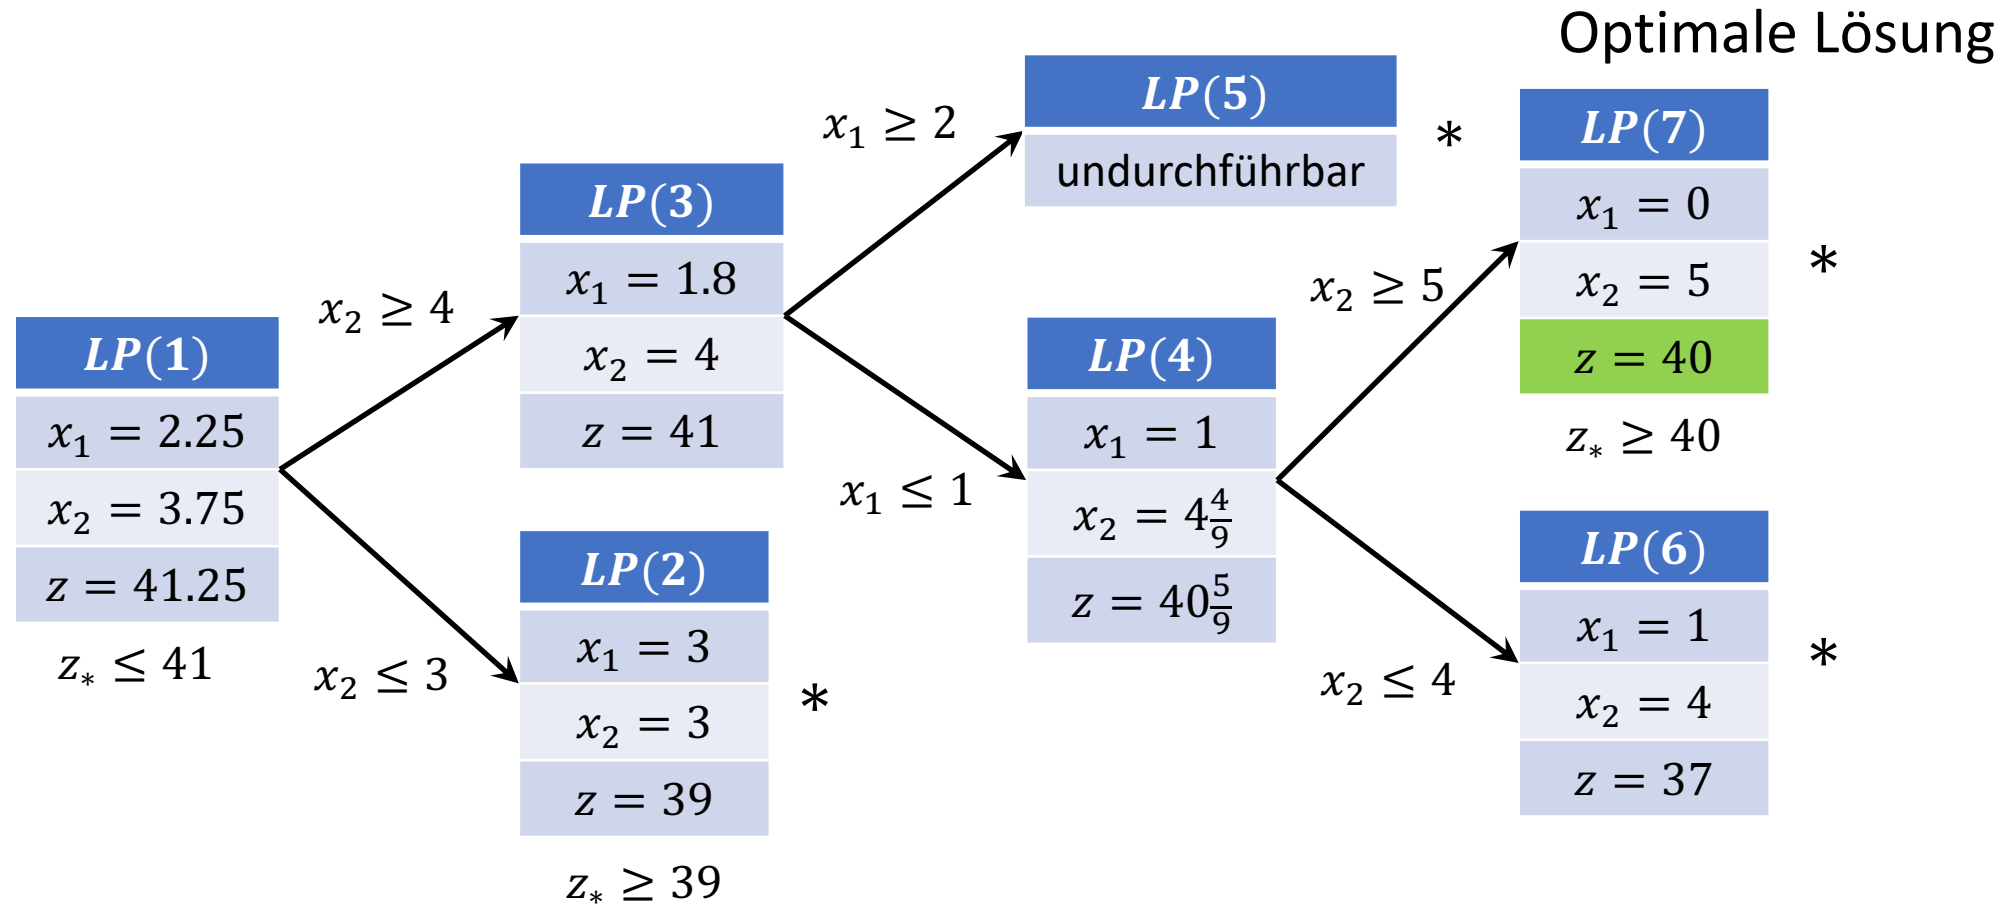 Optimale Lösung
LP(1)
x₁ = 2.25
x₂ = 3.75
z = 41.25
z∗ ≤ 41
x₂ ≥ 4
x₂ ≤ 3
LP(3)
x₁ = 1.8
x₂ = 4
z = 41
LP(2)
x₁ = 3
x₂ = 3
z = 39
z∗ ≥ 39
∗
x₁ ≥ 2
x₁ ≤ 1
LP(5)
undurchführbar
∗
LP(4)
x₁ = 1
x₂ = 4 4/9
z = 40 5/9
x₂ ≥ 5
x₂ ≤ 4
LP(7)
x₁ = 0
x₂ = 5
z = 40
z∗ ≥ 40
∗
LP(6)
x₁ = 1
x₂ = 4
z = 37
∗